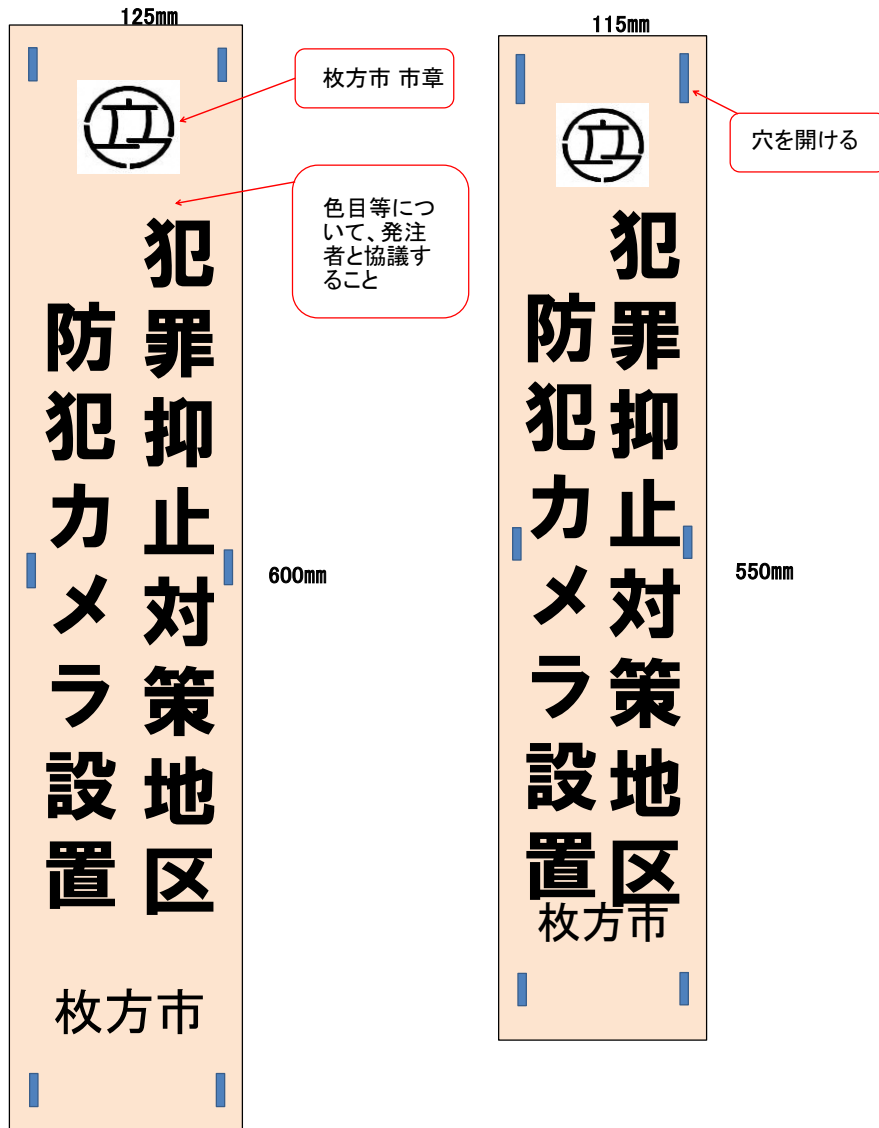 125mm
枚方市 市章
色目等につ
いて、発注
者と協議す
ること
犯罪抑止対策地区
防犯カメラ設置
枚方市
600mm
115mm
穴を開ける
犯罪抑止対策地区
防犯カメラ設置
枚方市
550mm